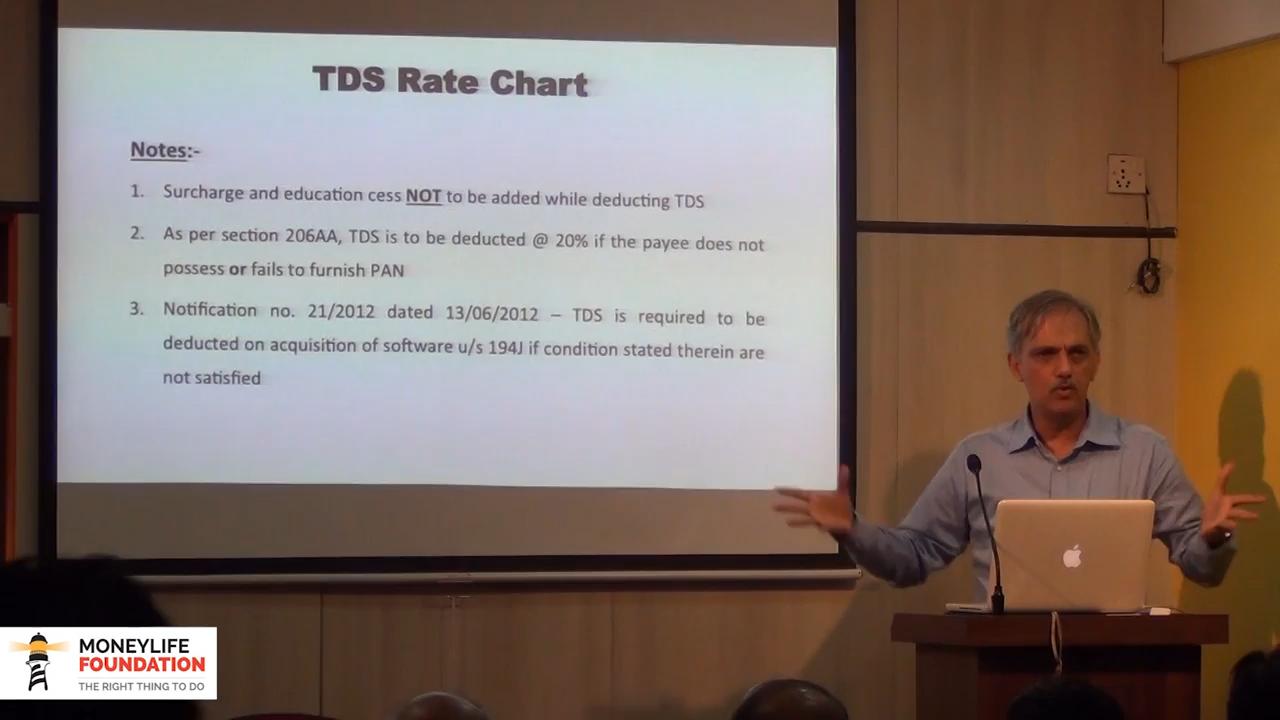 TDS Rate Chart
Notes:-
1. Surcharge and education cess NOT to be added while deducting TDS
2. As per section 206AA, TDS is to be deducted @ 20% if the payee does not
possess or fails to furnish PAN
3. Notification no. 21/2012 dated 13/06/2012 – TDS is required to be
deducted on acquisition of software u/s 194J if condition stated therein are
not satisfied
MONEYLIFE
FOUNDATION
THE RIGHT THING TO DO